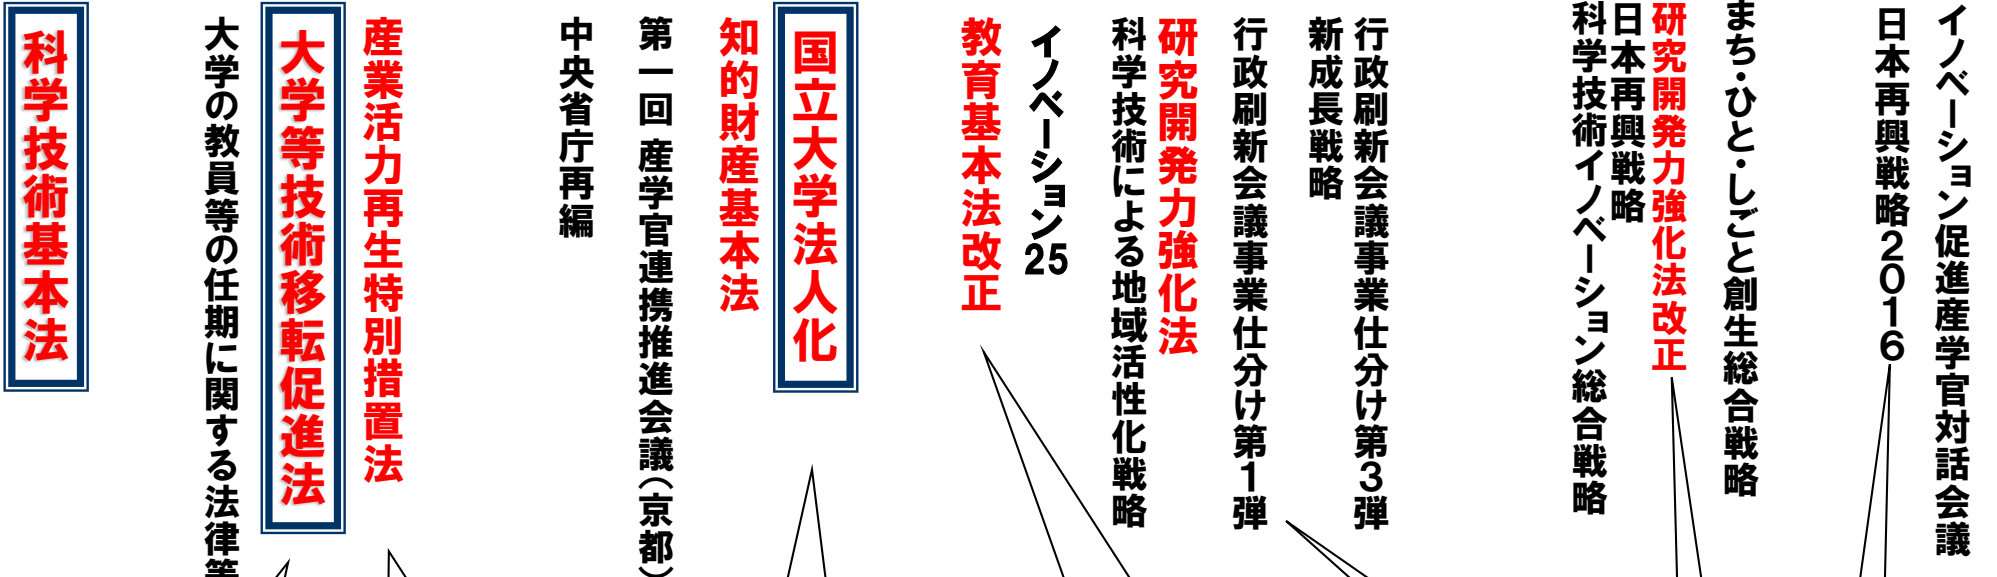 科学技術基本法
大学の教員等の任期に関する法律等
大学等技術移転促進法
産業活力再生特別措置法
中央省庁再編
第一回 産学官連携推進会議（京都）
知的財産基本法
国立大学法人化
教育基本法改正
イノベーション25
科学技術による地域活性化戦略
研究開発力強化法
行政刷新会議事業仕分け第１弾
新成長戦略
行政刷新会議事業仕分け第３弾
科学技術イノベーション総合戦略
日本再興戦略
研究開発力強化法改正
まち・ひと・しごと創生総合戦略
日本再興戦略２０１６
イノベーション促進産学官対話会議